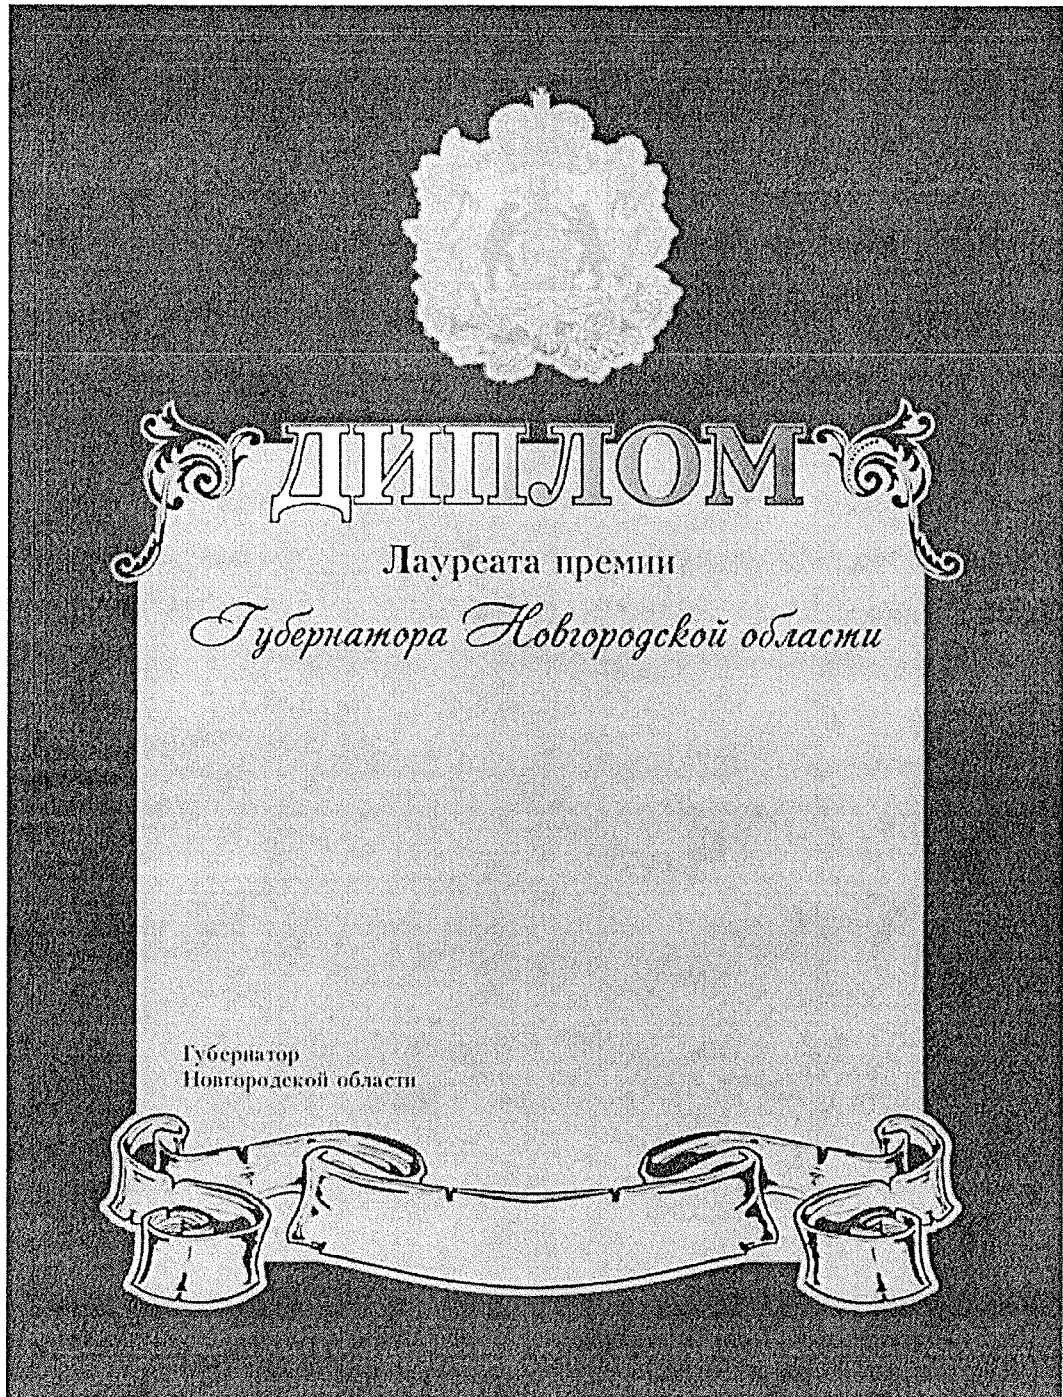 ДИПЛОМ
Лауреата премии
Губернатора Новгородской области
Губернатор
Новгородской области